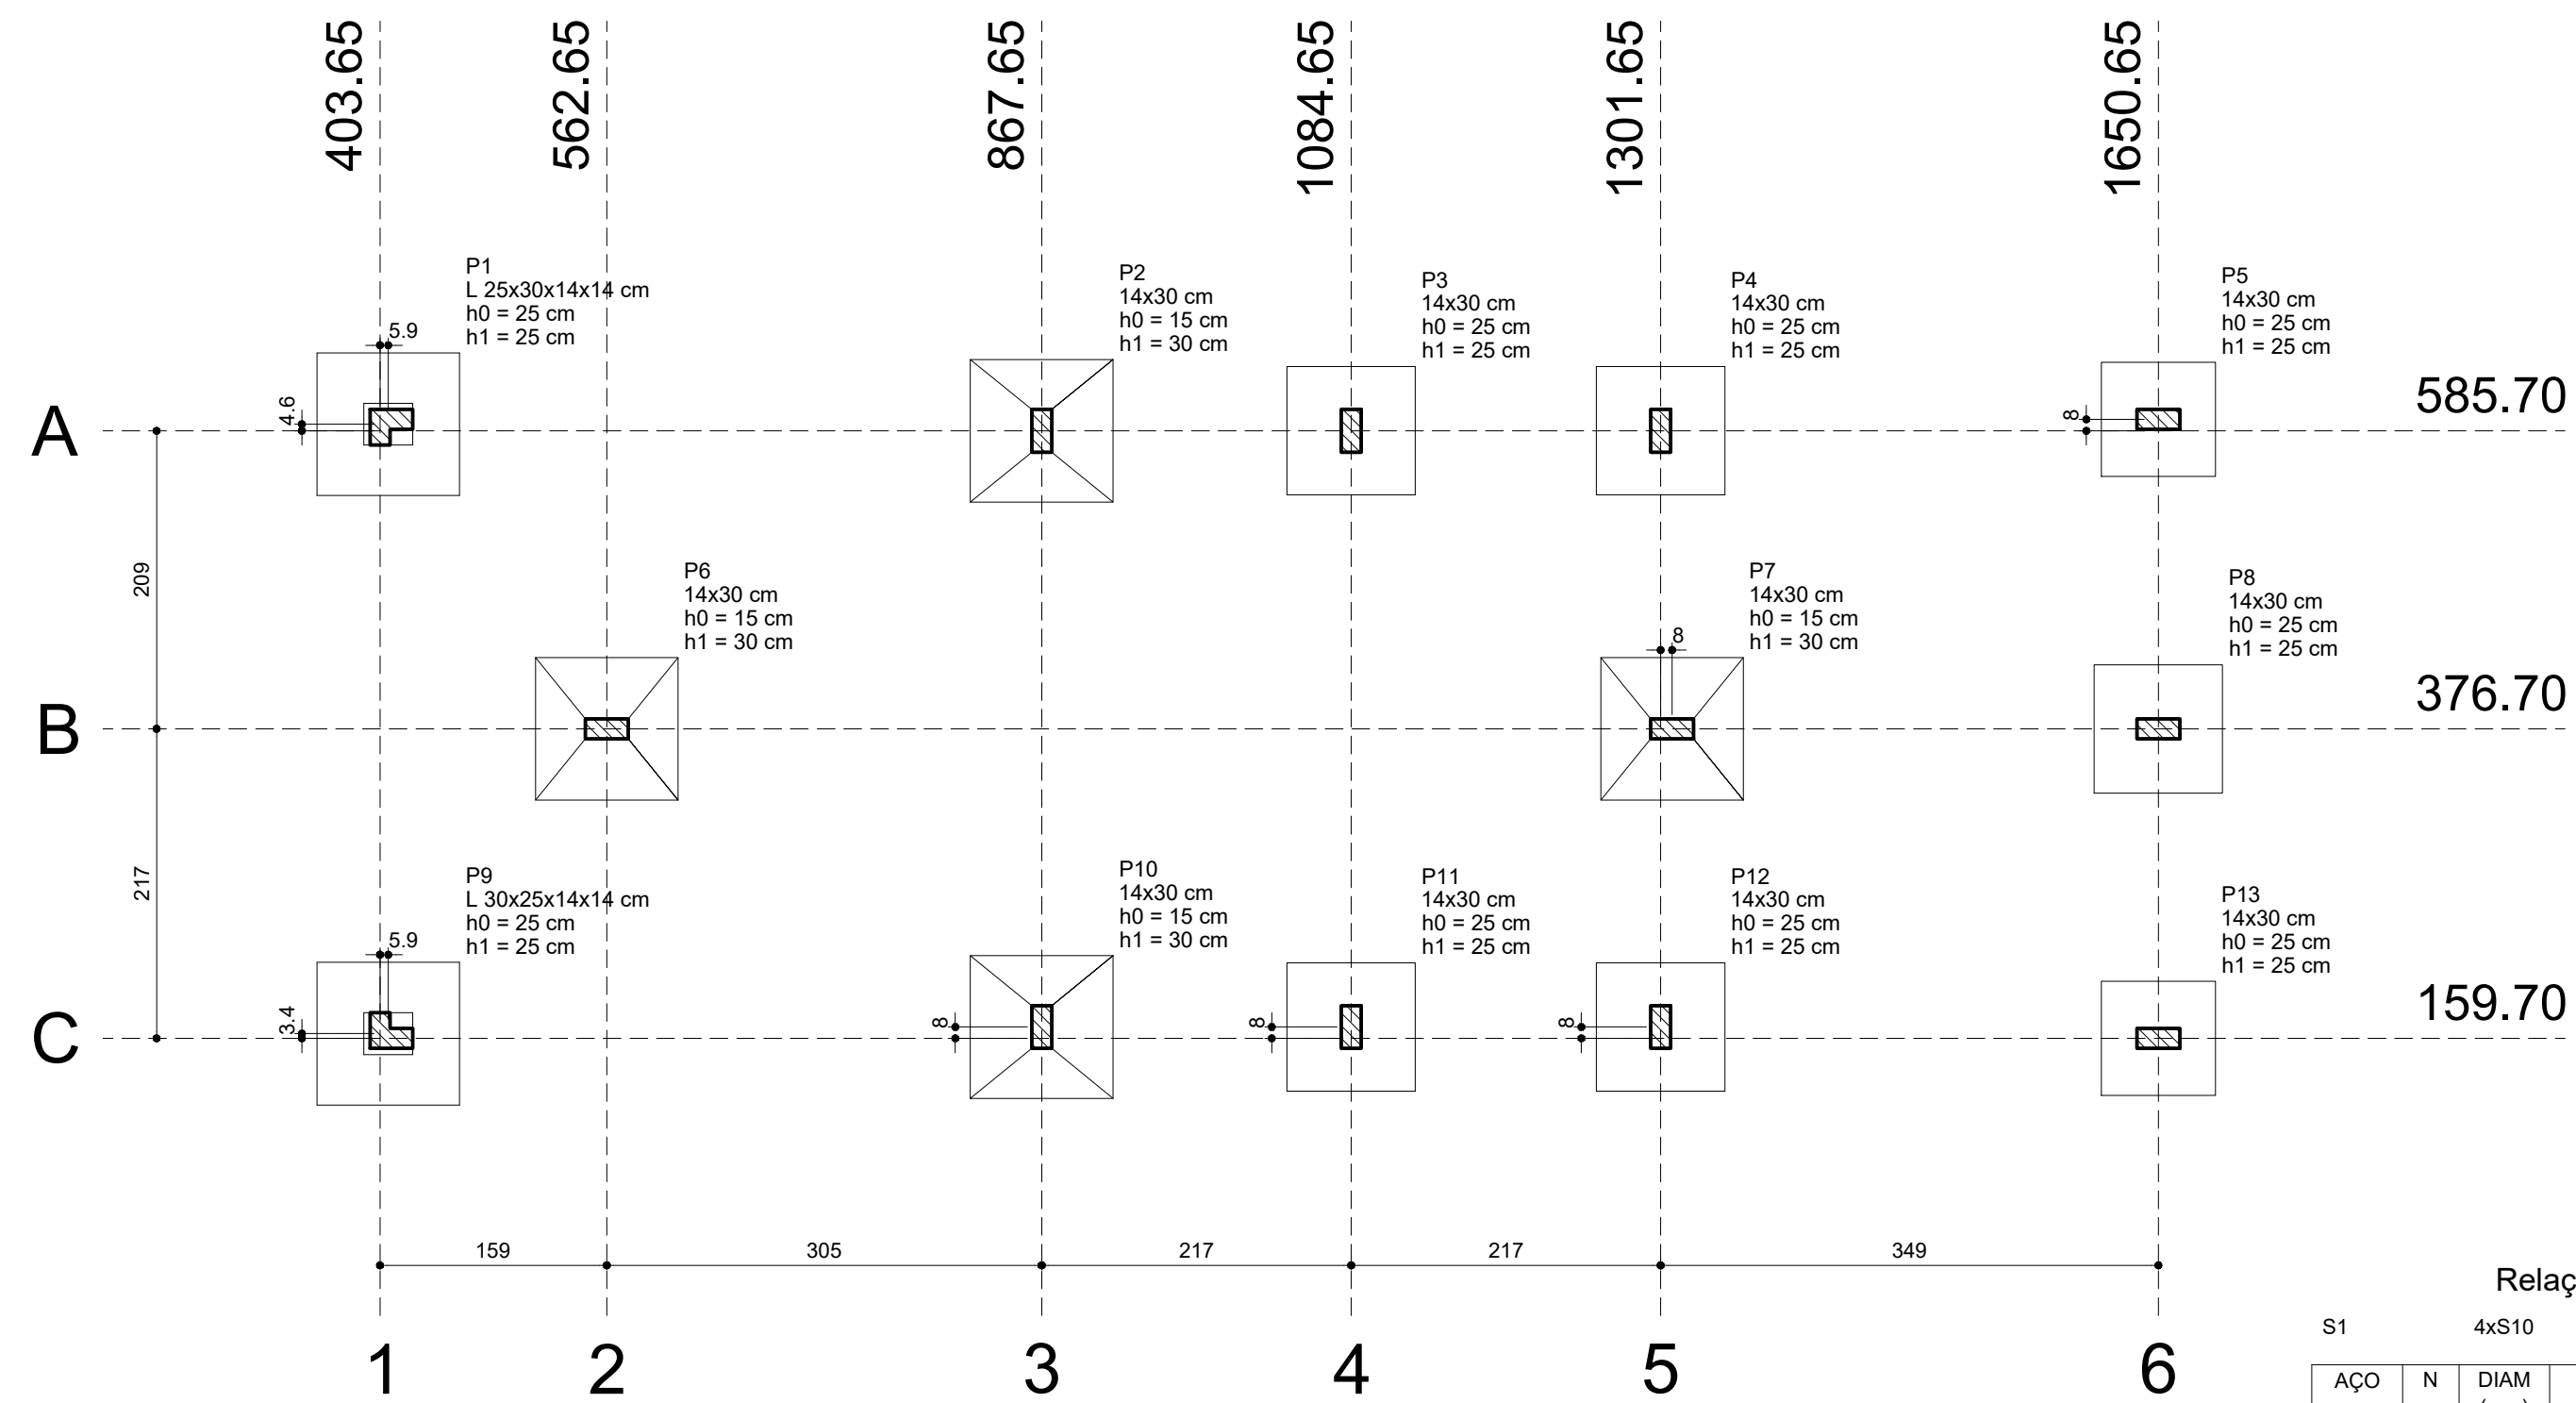 403.65
562.65
867.65
1084.65
1301.65
1650.65
P1
L 25x30x14x14 cm
h0 = 25 cm
h1 = 25 cm
5.9
4.6
P2
14x30 cm
h0 = 15 cm
h1 = 30 cm
P3
14x30 cm
h0 = 25 cm
h1 = 25 cm
P4
14x30 cm
h0 = 25 cm
h1 = 25 cm
P5
14x30 cm
h0 = 25 cm
h1 = 25 cm
8
A
585.70
209
P6
14x30 cm
h0 = 15 cm
h1 = 30 cm
P7
14x30 cm
h0 = 15 cm
h1 = 30 cm
8
P8
14x30 cm
h0 = 25 cm
h1 = 25 cm
B
376.70
217
P9
L 30x25x14x14 cm
h0 = 25 cm
h1 = 25 cm
5.9
3.4
P10
14x30 cm
h0 = 15 cm
h1 = 30 cm
8
P11
14x30 cm
h0 = 25 cm
h1 = 25 cm
8
P12
14x30 cm
h0 = 25 cm
h1 = 25 cm
8
P13
14x30 cm
h0 = 25 cm
h1 = 25 cm
C
159.70
159
305
217
217
349
1
2
3
4
5
6
Relaç
S1 4xS10
AÇO N DIAM